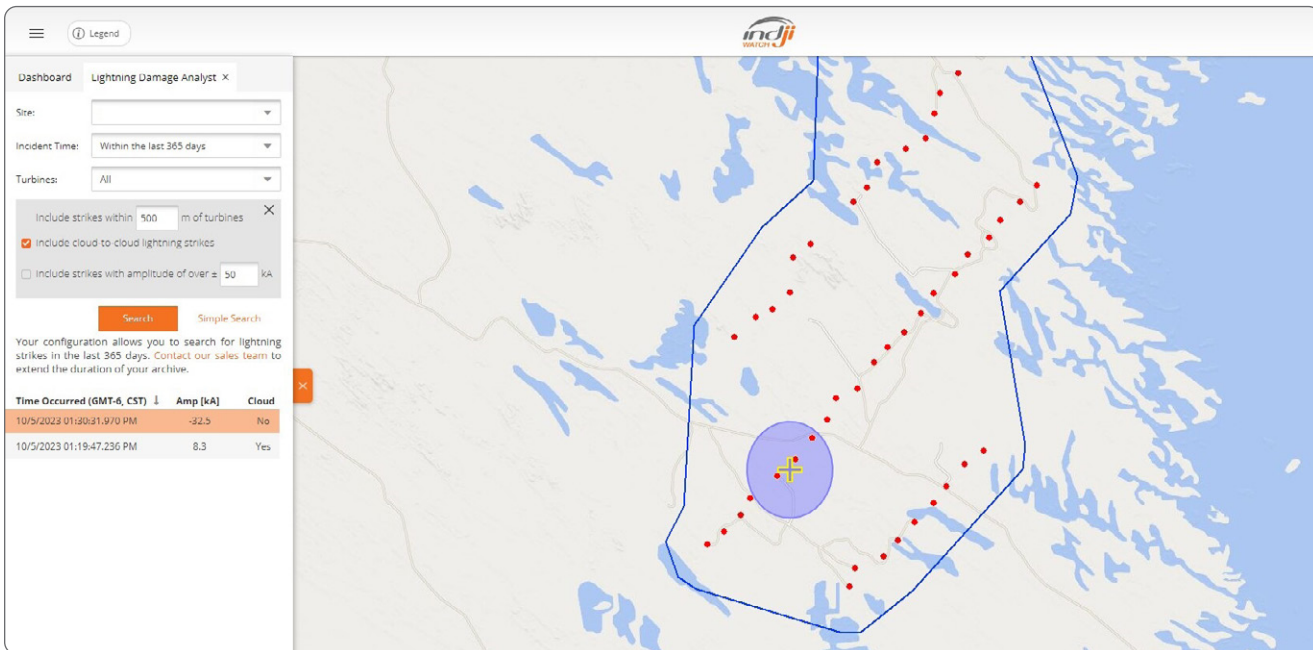 Legend
indji
WATCH
Dashboard
Lightning Damage Analyst ×
Site:
Incident Time: Within the last 365 days
Turbines: All
Include strikes within 500 m of turbines
Include cloud-to-cloud lightning strikes
Include strikes with amplitude of over ± 50 kA
Search
Simple Search
Your configuration allows you to search for lightning
strikes in the last 365 days. Contact our sales team to
extend the duration of your archive.
Time Occurred (GMT-6, CST) ↓ Amp [kA] Cloud
10/5/2023 01:30:31.970 PM -32.5 No
10/5/2023 01:19:47.236 PM 8.3 Yes